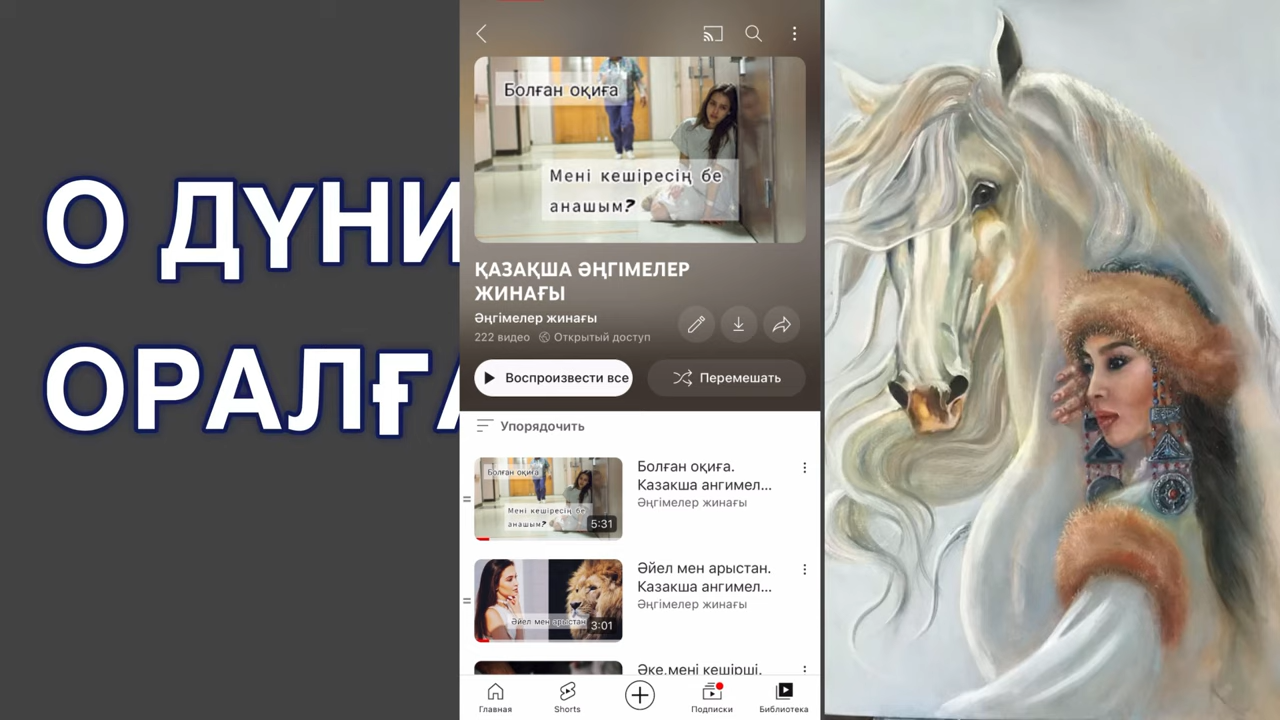 О ДҮНИ
ОРАЛҒА
Болған оқиға
Мені кешіресің бе
анашым?
ҚАЗАҚША ӘҢГІМЕЛЕР
ЖИНАҒЫ
Әңгімелер жинағы
222 видео Открытый доступ
Воспроизвести все
Перемешать
Упорядочить
Болған оқиға
Мені кешіресің бе
анашым?
5:31
Болған оқиға.
Казакша ангимел...
Әңгімелер жинағы
Әйел мен арыстан
3:01
Әйел мен арыстан.
Казакша ангимел...
Әңгімелер жинағы
Әке,мені кешірші.
Главная
Shorts
Подписки
Библиотека